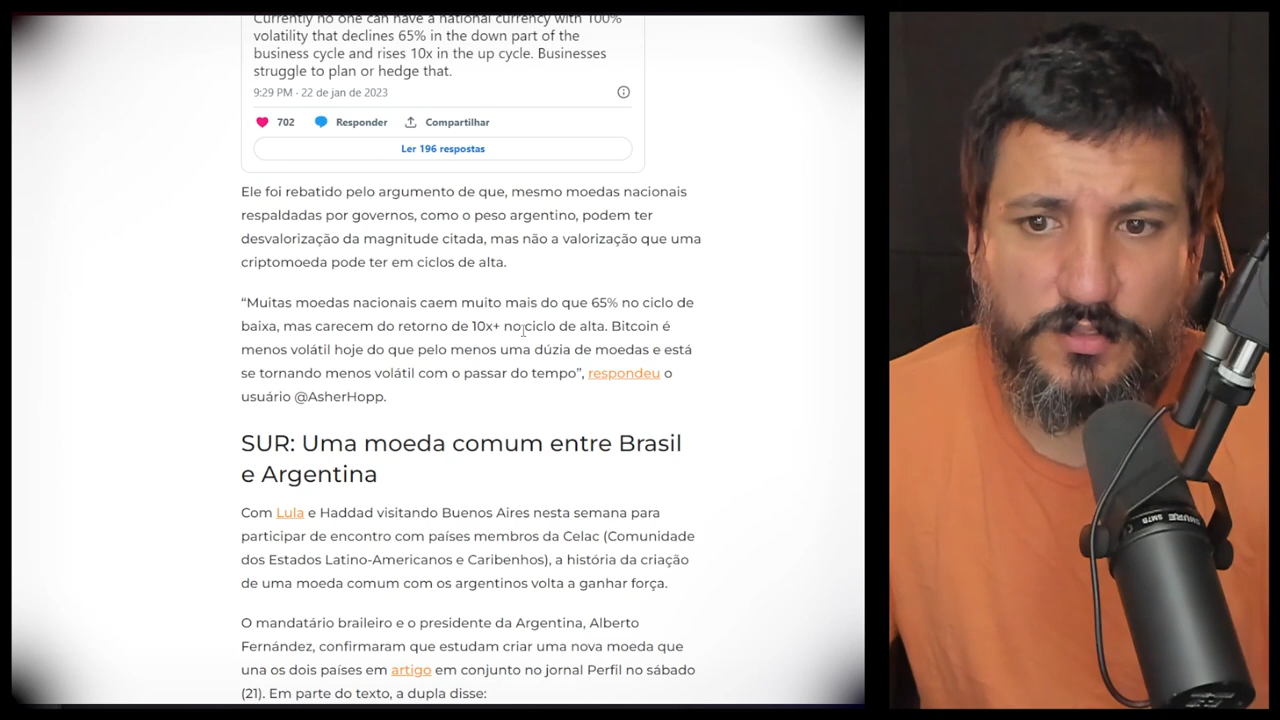 Currently no one can have a national currency with 100%
volatility that declines 65% in the down part of the
business cycle and rises 10x in the up cycle. Businesses
struggle to plan or hedge that.
9:29 PM · 22 de jan de 2023
702 Responder Compartilhar
Ler 196 respostas
Ele foi rebatido pelo argumento de que, mesmo moedas nacionais
respaldadas por governos, como o peso argentino, podem ter
desvalorização da magnitude citada, mas não a valorização que uma
criptomoeda pode ter em ciclos de alta.
“Muitas moedas nacionais caem muito mais do que 65% no ciclo de
baixa, mas carecem do retorno de 10x+ no ciclo de alta. Bitcoin é
menos volátil hoje do que pelo menos uma dúzia de moedas e está
se tornando menos volátil com o passar do tempo”, respondeu o
usuário @AsherHopp.
SUR: Uma moeda comum entre Brasil
e Argentina
Com Lula e Haddad visitando Buenos Aires nesta semana para
participar de encontro com países membros da Celac (Comunidade
dos Estados Latino-Americanos e Caribenhos), a história da criação
de uma moeda comum com os argentinos volta a ganhar força.
O mandatário braileiro e o presidente da Argentina, Alberto
Fernández, confirmaram que estudam criar uma nova moeda que
una os dois países em artigo em conjunto no jornal Perfil no sábado
(21). Em parte do texto, a dupla disse:
SHURE SM7B